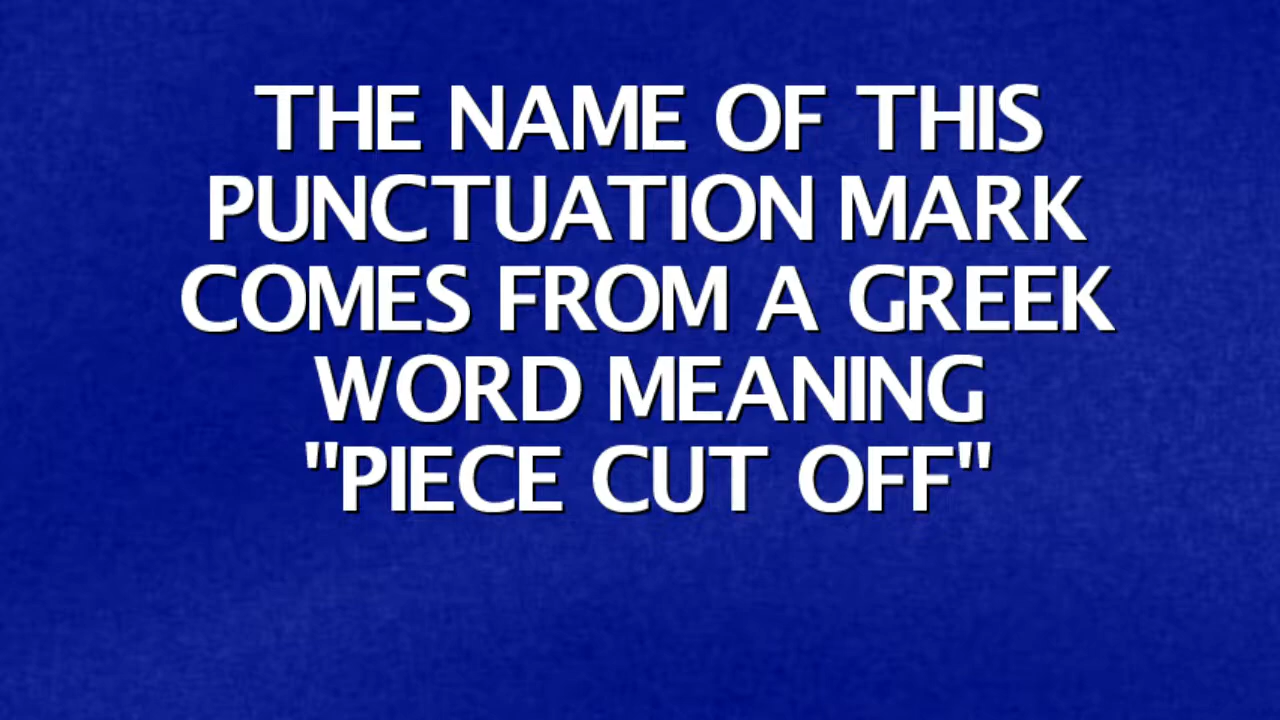 THE NAME OF THIS
PUNCTUATION MARK
COMES FROM A GREEK
WORD MEANING
"PIECE CUT OFF"